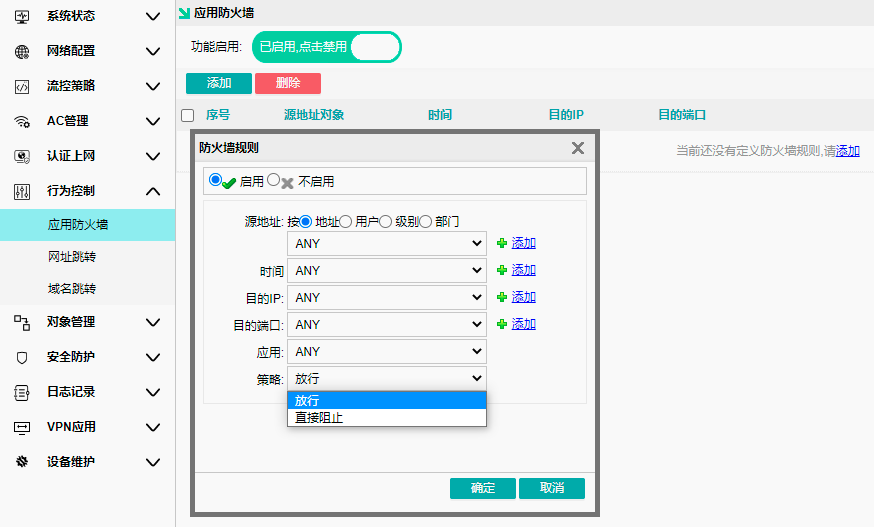 系统状态
网络配置
流控策略
AC管理
认证上网
行为控制
应用防火墙
网址跳转
域名跳转
对象管理
安全防护
日志记录
VPN应用
设备维护
应用防火墙
功能启用: 已启用,点击禁用
添加 删除
序号 源地址对象 时间 目的IP 目的端口
当前还没有定义防火墙规则,请添加
防火墙规则
启用 不启用
源地址: 按 地址 用户 级别 部门
ANY 添加
时间 ANY 添加
目的IP: ANY 添加
目的端口: ANY 添加
应用: ANY
策略: 放行
放行
直接阻止
确定 取消